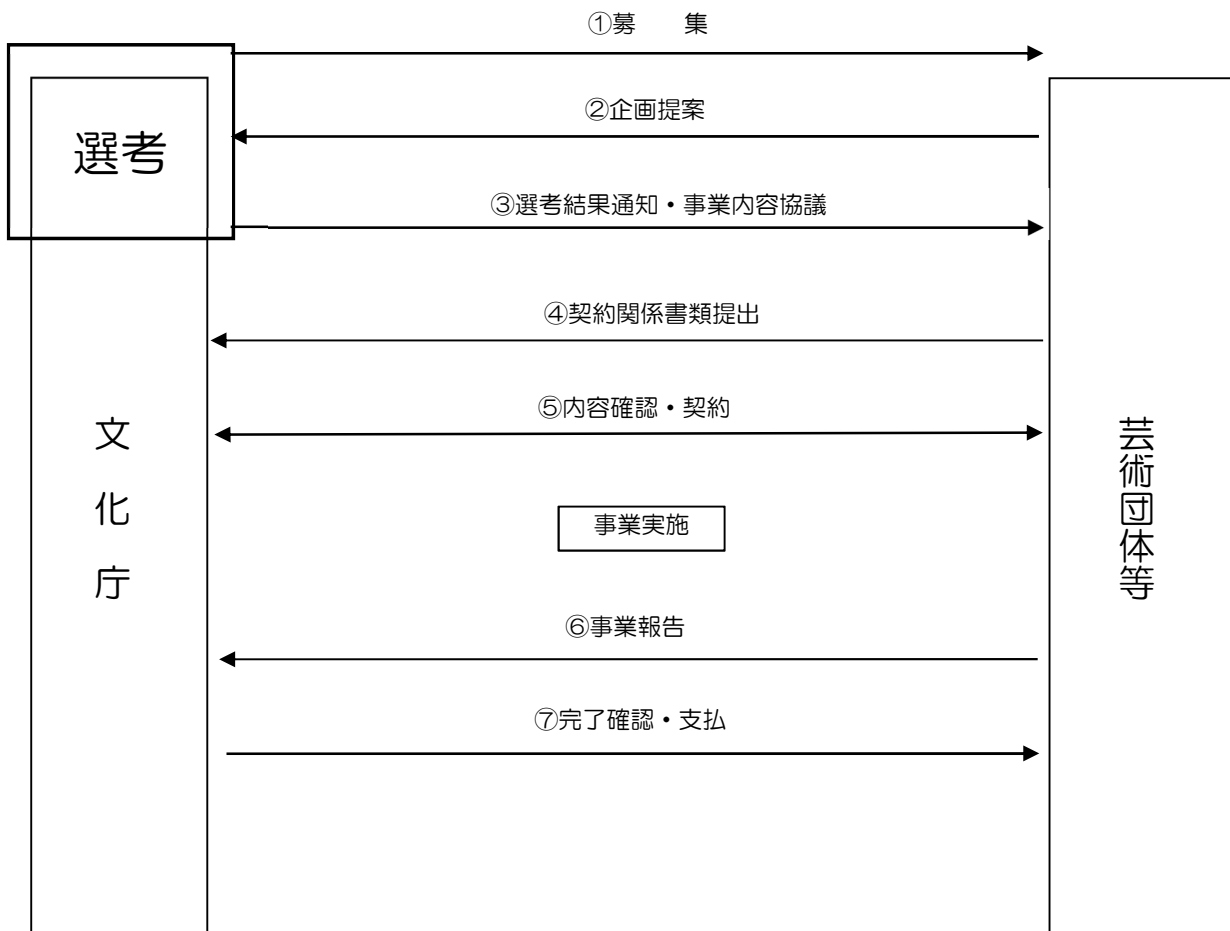 ①募　　集
②企画提案
選考
③選考結果通知・事業内容協議
④契約関係書類提出
⑤内容確認・契約
文化庁
芸術団体等
事業実施
⑥事業報告
⑦完了確認・支払